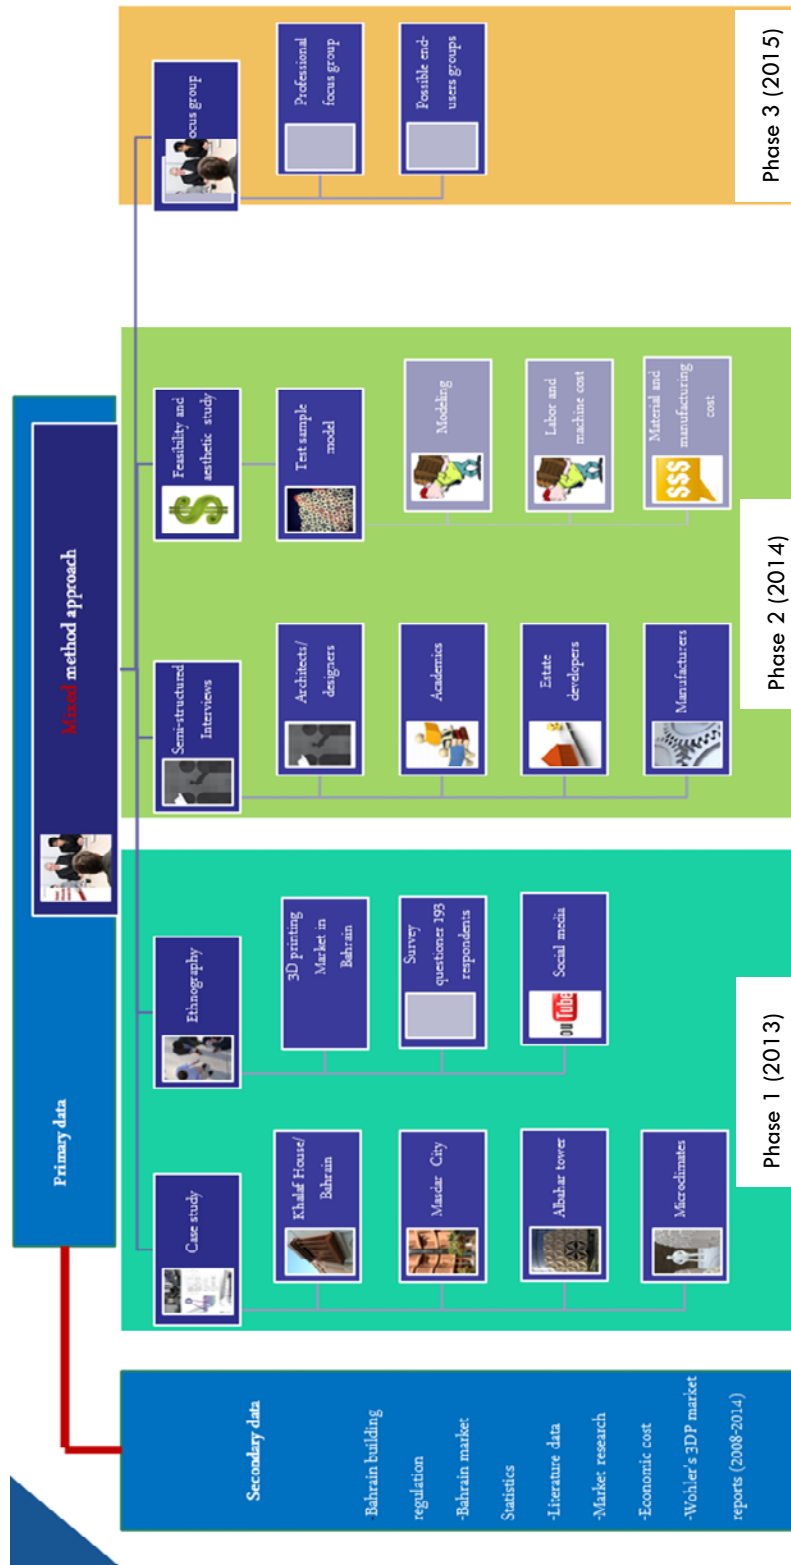 Primary data
Mixed method approach
Secondary data
-Bahrain building
regulation
-Bahrain market
Statistics
-Literature data
-Market research
-Economic cost
-Wohler's 3DP market
reports (2008-2014)
Case study
Khalaf House/
Bahrain
Masdar City
Albahar tower
Microclimates
Ethnography
3D printing
Market in
Bahrain
Survey
questioner 193
respondents
ou Tube
Social media
Phase 1 (2013)
Semi-structured
Interviews
Architects/
designers
Academics
Estate
developers
Manufacturers
$
Feasibility and
aesthetic study
Test sample
model
Modeling
Labor and
machine cost
$$$
Material and
manufacturing
cost
Phase 2 (2014)
ocus group
Professional
focus group
Possible end-
users groups
Phase 3 (2015)